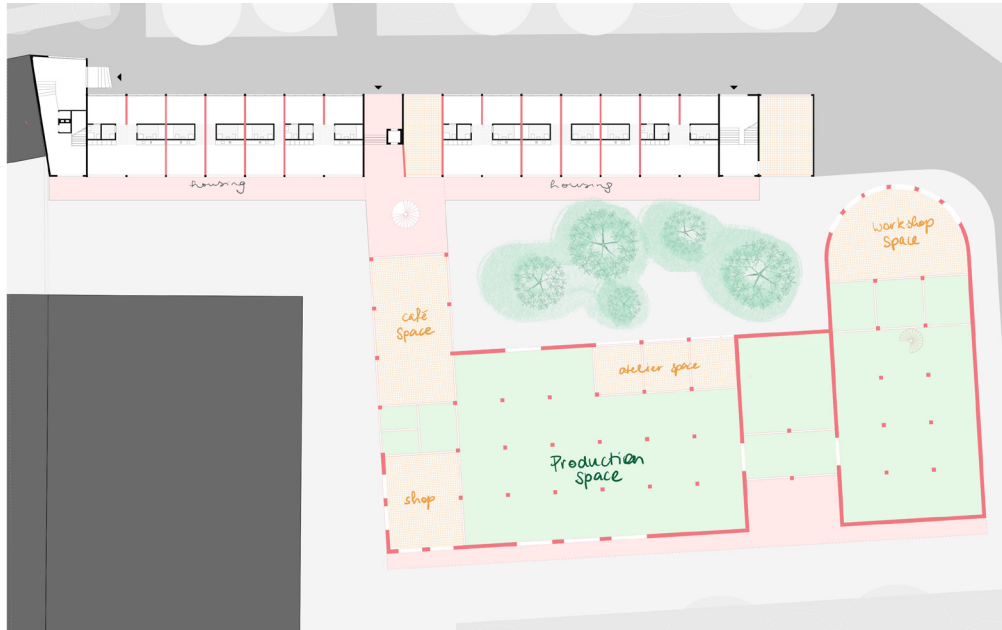 housing
housing
workshop
space
café
space
atelier space
Production
space
shop